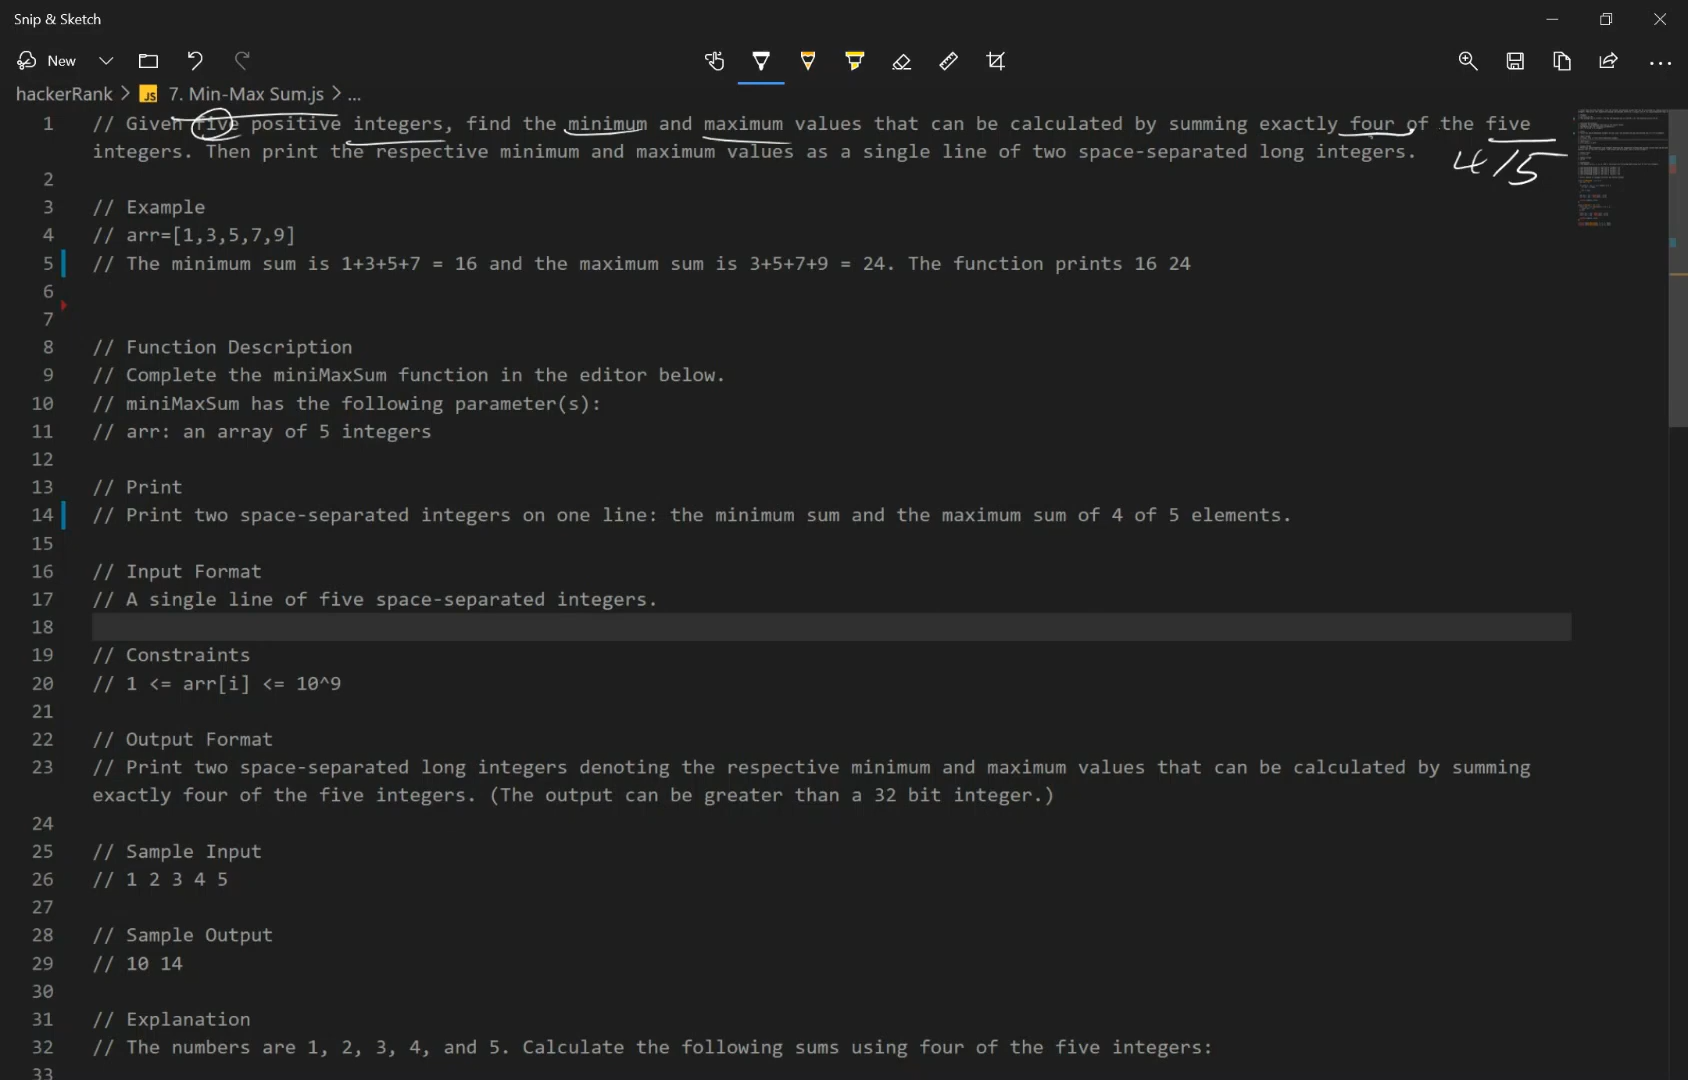 Snip & Sketch
New
hackerRank > JS 7. Min-Max Sum.js > ...
1 // Given five positive integers, find the minimum and maximum values that can be calculated by summing exactly four of the five
integers. Then print the respective minimum and maximum values as a single line of two space-separated long integers.
4/5
2
3 // Example
4 // arr=[1,3,5,7,9]
5 // The minimum sum is 1+3+5+7 = 16 and the maximum sum is 3+5+7+9 = 24. The function prints 16 24
6
7
8 // Function Description
9 // Complete the miniMaxSum function in the editor below.
10 // miniMaxSum has the following parameter(s):
11 // arr: an array of 5 integers
12
13 // Print
14 // Print two space-separated integers on one line: the minimum sum and the maximum sum of 4 of 5 elements.
15
16 // Input Format
17 // A single line of five space-separated integers.
18
19 // Constraints
20 // 1 <= arr[i] <= 10^9
21
22 // Output Format
23 // Print two space-separated long integers denoting the respective minimum and maximum values that can be calculated by summing
exactly four of the five integers. (The output can be greater than a 32 bit integer.)
24
25 // Sample Input
26 // 1 2 3 4 5
27
28 // Sample Output
29 // 10 14
30
31 // Explanation
32 // The numbers are 1, 2, 3, 4, and 5. Calculate the following sums using four of the five integers:
33